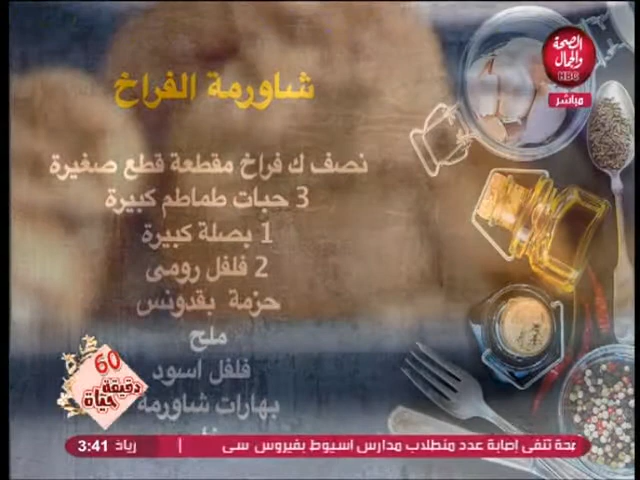 الصحة
والجمال
HBC
مباشر
شاورمة الفراخ
نصف ك فراخ مقطعة قطع صغيرة
3 حبات طماطم كبيرة
1 بصلة كبيرة
2 فلفل رومى
حزمة بقدونس
ملح
فلفل اسود
بهارات شاورمة
60
دقيقة
حياة
3:41 رياد | حة تنفى إصابة عدد منطلاب مدارس اسيوط بفيروس سى